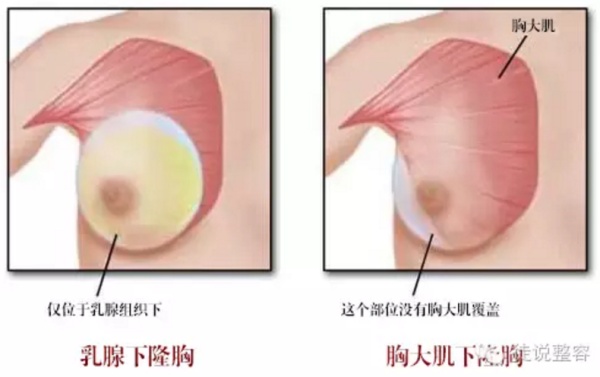 胸大肌
仅位于乳腺组织下
这个部位没有胸大肌覆盖
乳腺下隆胸
胸大肌下隆胸
说整容